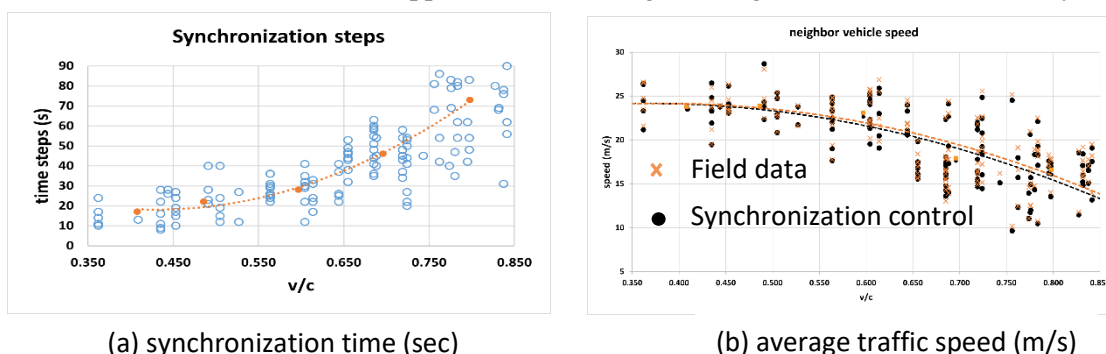 Synchronization steps
time steps (s)
90
80
70
60
50
40
30
20
10
0
0.350 0.450 0.550 0.650 0.750 0.850
v/c
(a) synchronization time (sec)
neighbor vehicle speed
speed (m/s)
30
25
20
15
10
5
Field data
Synchronization control
0.350 0.400 0.450 0.500 0.550 0.600 0.650 0.700 0.750 0.800
v/c
(b) average traffic speed (m/s)